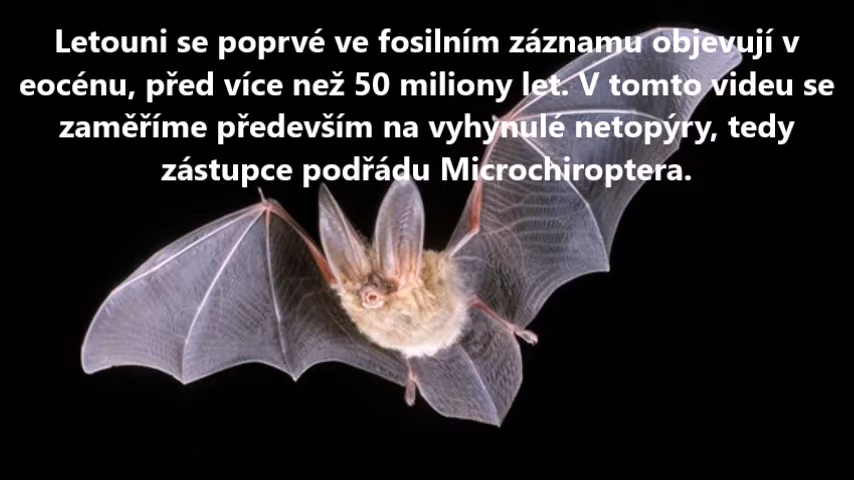 Letouni se poprvé ve fosilním záznamu objevují v
eocénu, před více než 50 miliony let. V tomto videu se
zaměříme především na vyhynulé netopýry, tedy
zástupce podřádu Microchiroptera.